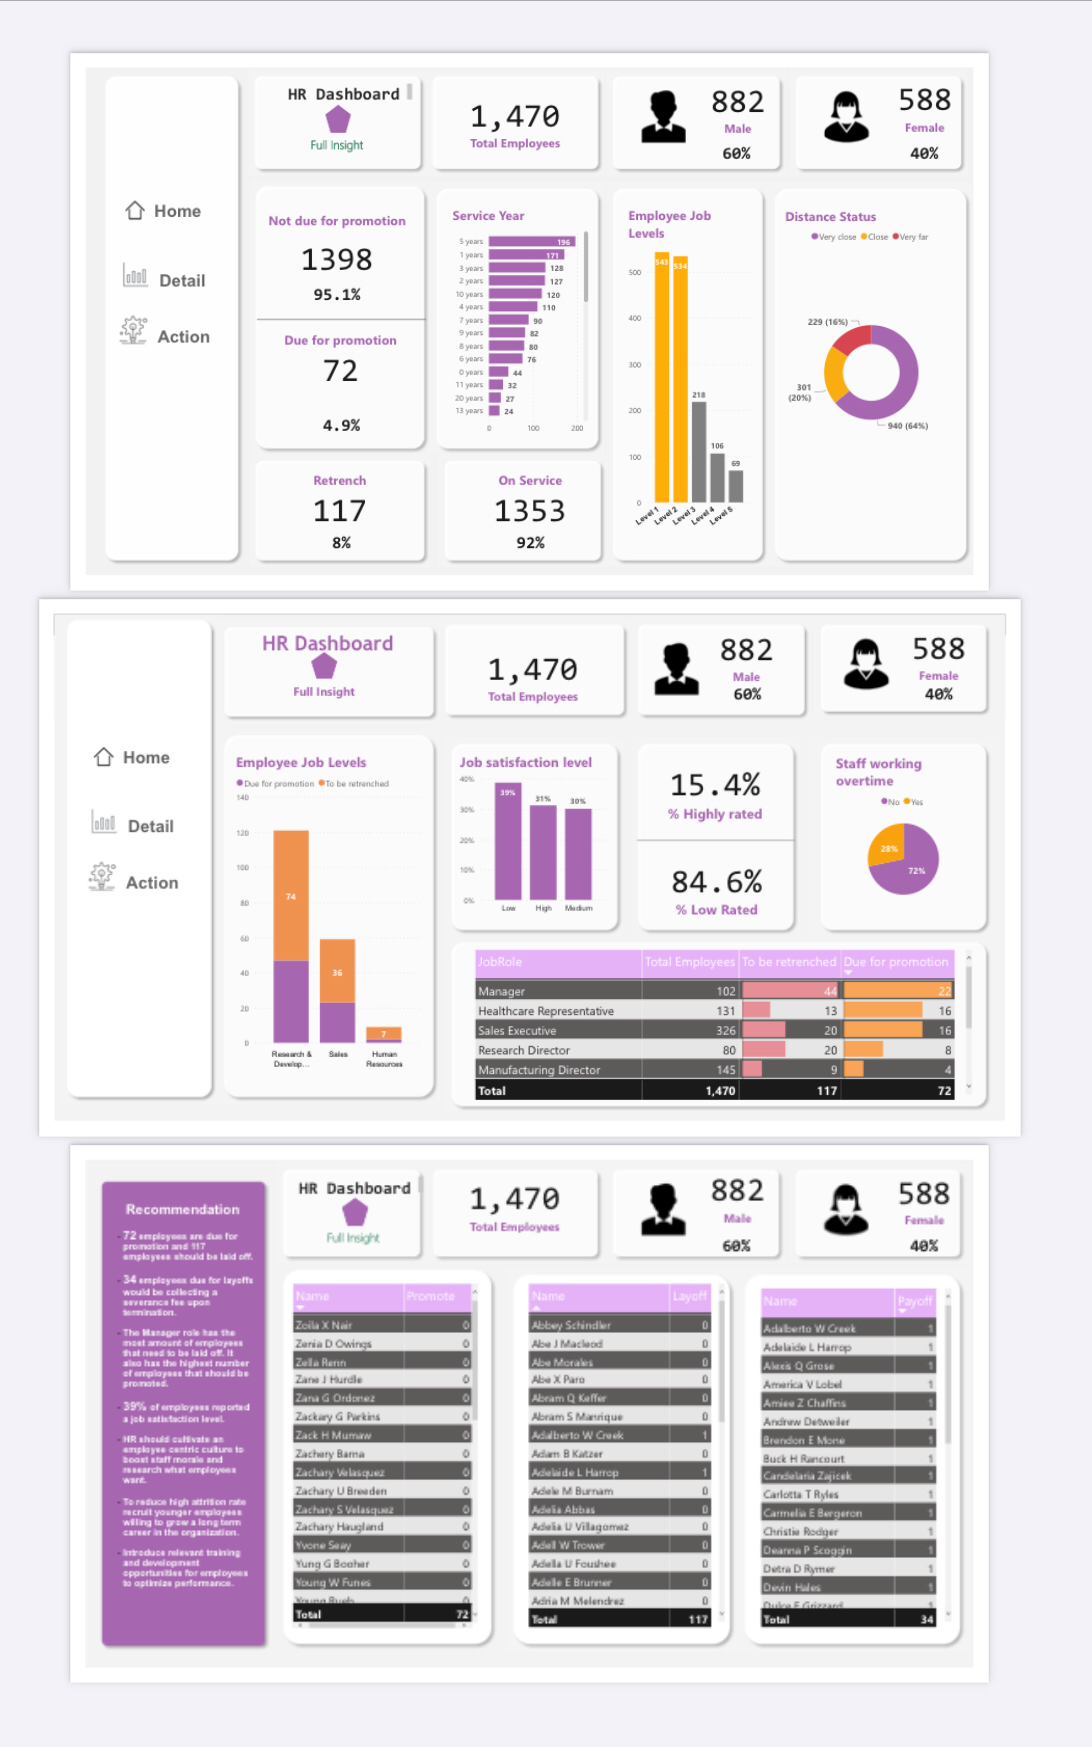 HR Dashboard
Full Insight
1,470
Total Employees
882
Male
60%
588
Female
40%
Home
Detail
Action
Not due for promotion
1398
95.1%
Due for promotion
72
4.9%
Service Year
5 years 196
1 year 171
3 years 128
2 years 127
10 years 120
4 years 110
7 years 90
9 years 82
8 years 80
6 years 76
0 years 44
11 years 32
20 years 27
13 years 24
0 100 200
Employee Job
Levels
500
400
300
200
100
0
543
534
218
106
69
Level 1 Level 2 Level 3 Level 4 Level 5
Distance Status
Very close Close Very far
229 (16%)
301
(20%)
940 (64%)
Retrench
117
8%
On Service
1353
92%
HR Dashboard
Full Insight
1,470
Total Employees
882
Male
60%
588
Female
40%
Home
Detail
Action
Employee Job Levels
Due for promotion To be retrenched
140
120
100
80
60
40
20
0
74
36
7
Research &
Develop...
Sales
Human
Resources
Job satisfaction level
40%
30%
20%
10%
0%
39%
31%
30%
Low High Medium
15.4%
% Highly rated
84.6%
% Low Rated
Staff working
overtime
No Yes
28%
72%
JobRole Total Employees To be retrenched Due for promotion
Manager 102 44 22
Healthcare Representative 131 13 16
Sales Executive 326 20 16
Research Director 80 20 8
Manufacturing Director 145 9 4
Total 1,470 117 72
Recommendation
- 72 employees are due for
promotion and 117
employees should be laid off.
- 34 employees due for layoffs
would be collecting a
severance fee upon
termination.
- The Manager role has the
most amount of employees
that need to be laid off. It
also has the highest number
of employees that should be
promoted.
- 39% of employees reported
a job satisfaction level.
- HR should cultivate an
employee centric culture to
boost staff morale and
research what employees
want.
- To reduce high attrition rate
recruit younger employees
willing to grow a long term
career in the organization.
- Introduce relevant training
and development
opportunities for employees
to optimize performance.
HR Dashboard
Full Insight
1,470
Total Employees
882
Male
60%
588
Female
40%
Name Promote
Zoila X Nair 0
Zenia D Owings 0
Zella Renn 0
Zane J Hurdle 0
Zana G Ordonez 0
Zackary G Parkins 0
Zack H Mumaw 0
Zachery Barna 0
Zachary Velasquez 0
Zachary U Breeden 0
Zachary S Velasquez 0
Zachary Haugland 0
Yvone Seay 0
Yung G Booher 0
Young W Funes 0
Young Rueb 0
Total 72
Name Layoff
Abbey Schindler 0
Abe J Macleod 0
Abe Morales 0
Abe X Paro 0
Abram Q Keffer 0
Abram S Manrique 0
Adalberto W Creek 1
Adam B Katzer 0
Adelaide L Harrop 1
Adele M Burnam 0
Adelia Abbas 0
Adelia U Villagomez 0
Adell W Trower 0
Adella U Foushee 0
Adelle E Brunner 0
Adria M Melendrez 0
Total 117
Name Payoff
Adalberto W Creek 1
Adelaide L Harrop 1
Alexis Q Grose 1
America V Lobel 1
Amiee Z Chaffins 1
Andrew Detweiler 1
Brendon E Mone 1
Buck H Rancourt 1
Candelaria Zajicek 1
Carlotta T Ryles 1
Carmelia E Bergeron 1
Christie Rodger 1
Deanna P Scoggin 1
Detra D Rymer 1
Devin Hales 1
Dulce E Grizzard 1
Total 34